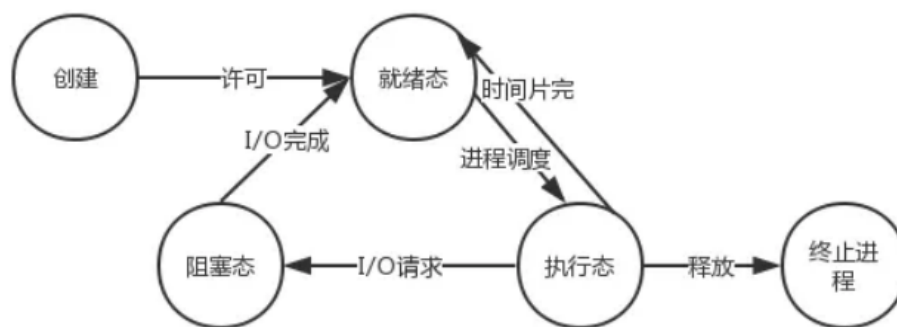 创建
许可
就绪态
时间片完
I/O完成
进程调度
阻塞态
I/O请求
执行态
释放
终止进
程